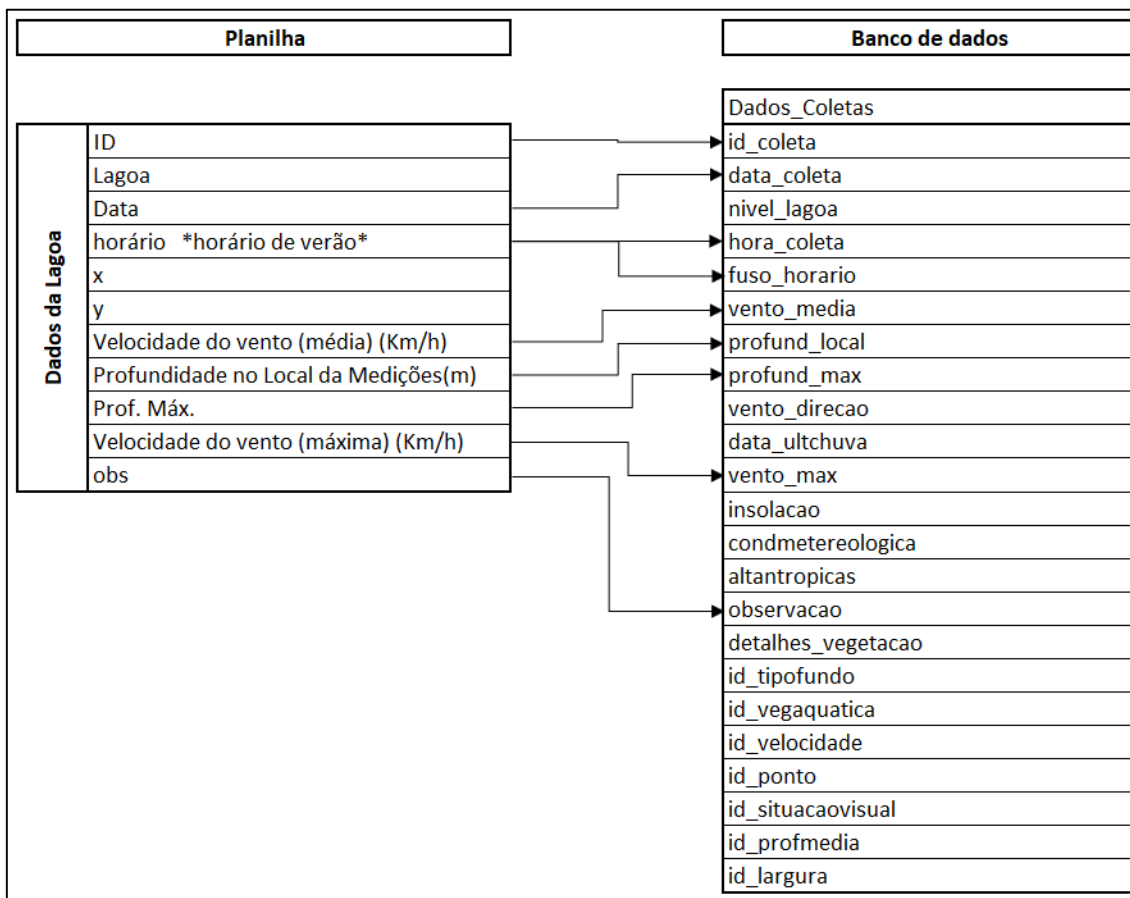 Planilha
Banco de dados
Dados da Lagoa
ID
Lagoa
Data
horário *horário de verão*
x
y
Velocidade do vento (média) (Km/h)
Profundidade no Local da Medições(m)
Prof. Máx.
Velocidade do vento (máxima) (Km/h)
obs
Dados_Coletas
id_coleta
data_coleta
nivel_lagoa
hora_coleta
fuso_horario
vento_media
profund_local
profund_max
vento_direcao
data_ultchuva
vento_max
insolacao
condmetereologica
altantropicas
observacao
detalhes_vegetacao
id_tipofundo
id_vegaquatica
id_velocidade
id_ponto
id_situacaovisual
id_profmedia
id_largura